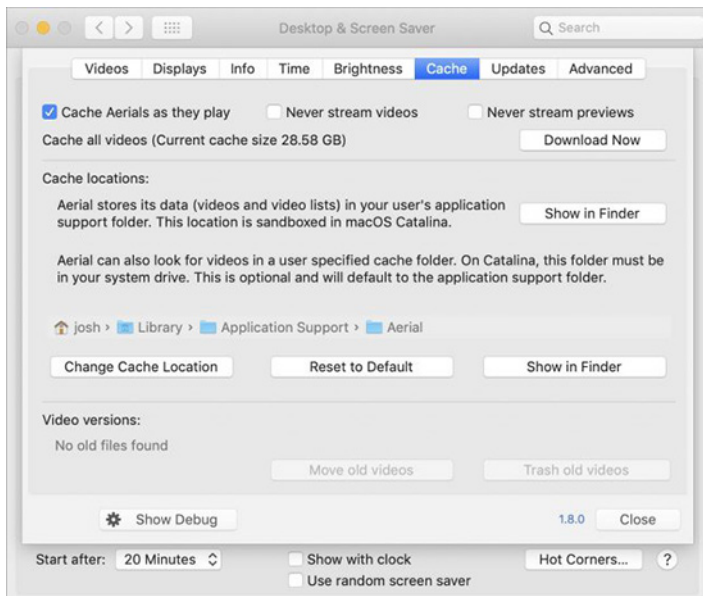 Desktop & Screen Saver
Search
Videos Displays Info Time Brightness Cache Updates Advanced
Cache Aerials as they play Never stream videos Never stream previews
Cache all videos (Current cache size 28.58 GB) Download Now
Cache locations:
Aerial stores its data (videos and video lists) in your user's application
support folder. This location is sandboxed in macOS Catalina.
Show in Finder
Aerial can also look for videos in a user specified cache folder. On Catalina, this folder must be
in your system drive. This is optional and will default to the application support folder.
josh › Library › Application Support › Aerial
Change Cache Location Reset to Default Show in Finder
Video versions:
No old files found
Move old videos Trash old videos
Show Debug 1.8.0 Close
Start after: 20 Minutes Show with clock Hot Corners... ?
Use random screen saver